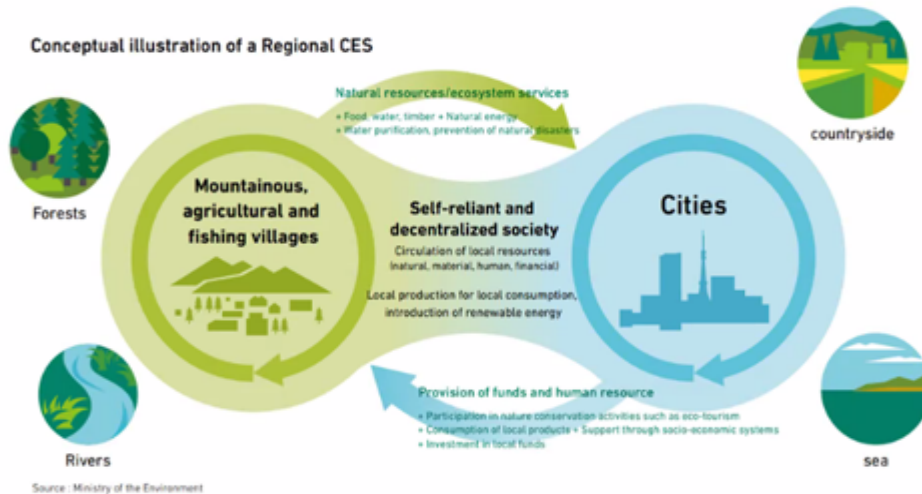 Conceptual illustration of a Regional CES
Natural resources/ecosystem services
+ Food, water, timber + Natural energy
+ Water purification, prevention of natural disasters
countryside
Forests
Mountainous,
agricultural and
fishing villages
Self-reliant and
decentralized society
Circulation of local resources
(natural, material, human, financial)
Local production for local consumption,
introduction of renewable energy
Cities
Provision of funds and human resource
+ Participation in nature conservation activities such as eco-tourism
+ Consumption of local products + Support through socio-economic systems
+ Investment in local funds
Rivers
sea
Source : Ministry of the Environment